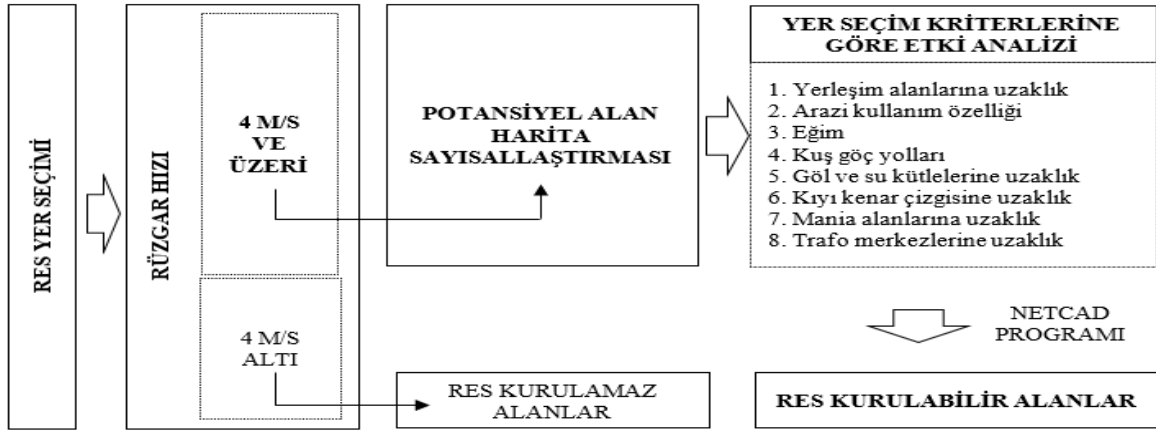 RES YER SEÇİMİ
RÜZGAR HIZI
4 M/S
VE
ÜZERİ
4 M/S
ALTI
POTANSİYEL ALAN
HARİTA
SAYISALLAŞTIRMASI
RES KURULAMAZ
ALANLAR
YER SEÇİM KRİTERLERİNE
GÖRE ETKİ ANALİZİ
1. Yerleşim alanlarına uzaklık
2. Arazi kullanım özelliği
3. Eğim
4. Kuş göç yolları
5. Göl ve su kütlelerine uzaklık
6. Kıyı kenar çizgisine uzaklık
7. Mania alanlarına uzaklık
8. Trafo merkezlerine uzaklık
NETCAD
PROGRAMI
RES KURULABİLİR ALANLAR